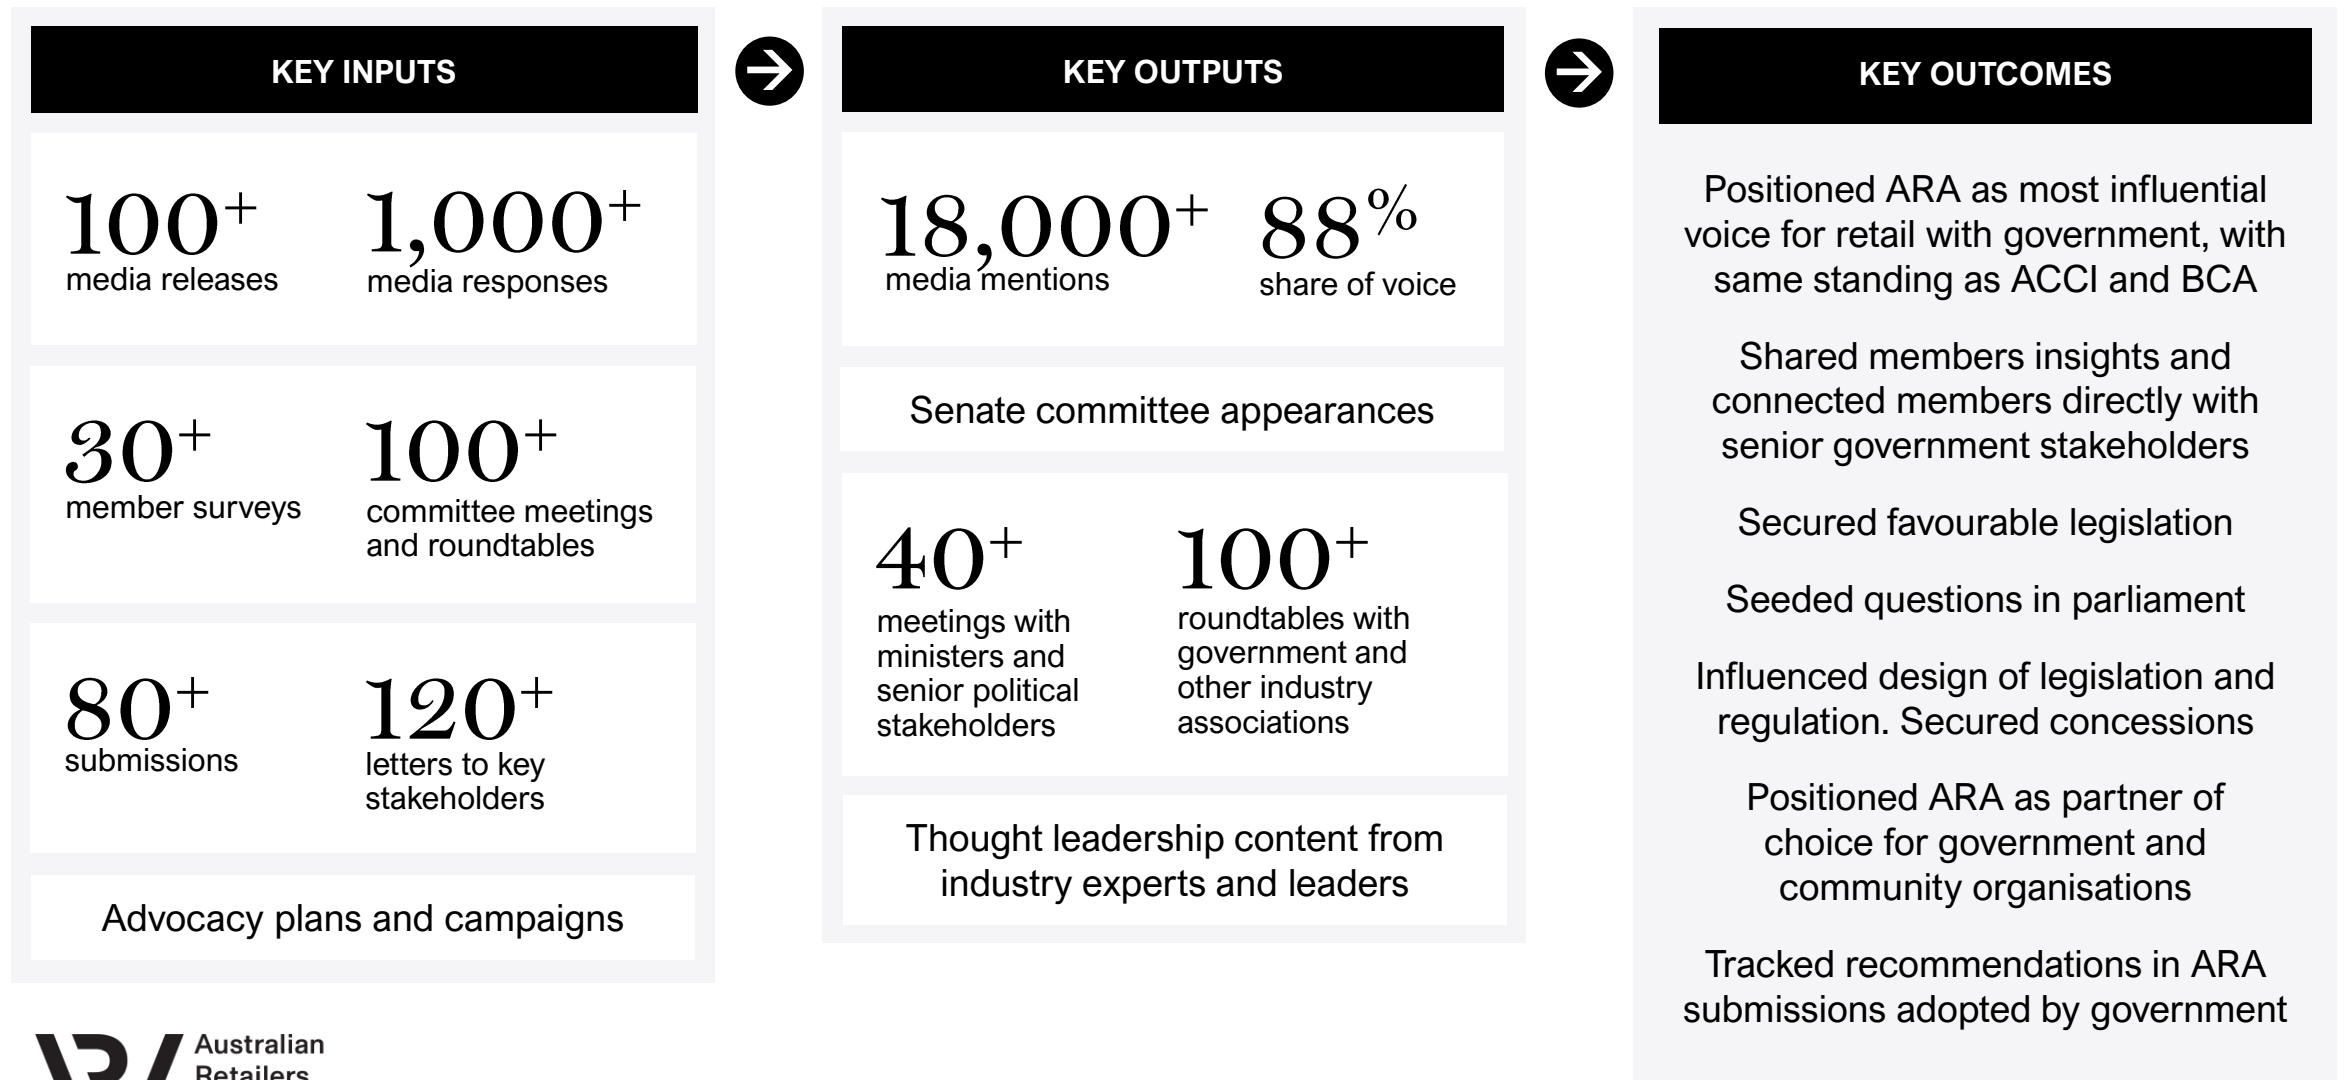 KEY INPUTS
100+ 1,000+
media releases media responses
30+ 100+
member surveys committee meetings
and roundtables
80+ 120+
submissions letters to key
stakeholders
Advocacy plans and campaigns
KEY OUTPUTS
18,000+ 88%
media mentions share of voice
Senate committee appearances
40+
meetings with
ministers and
senior political
stakeholders
100+
roundtables with
government and
other industry
associations
Thought leadership content from
industry experts and leaders
KEY OUTCOMES
Positioned ARA as most influential
voice for retail with government, with
same standing as ACCI and BCA
Shared members insights and
connected members directly with
senior government stakeholders
Secured favourable legislation
Seeded questions in parliament
Influenced design of legislation and
regulation. Secured concessions
Positioned ARA as partner of
choice for government and
community organisations
Tracked recommendations in ARA
submissions adopted by government
Australian
Retailers